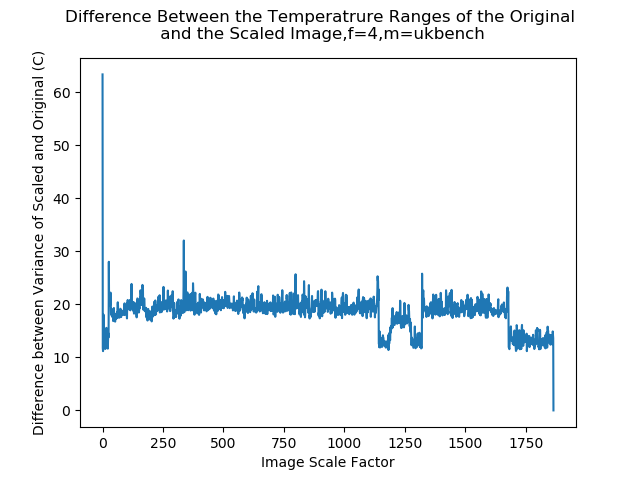 Difference Between the Temperatrure Ranges of the Original
and the Scaled Image,f=4,m=ukbench
Difference between Variance of Scaled and Original (C)
60
50
40
30
20
10
0
0 250 500 750 1000 1250 1500 1750
Image Scale Factor